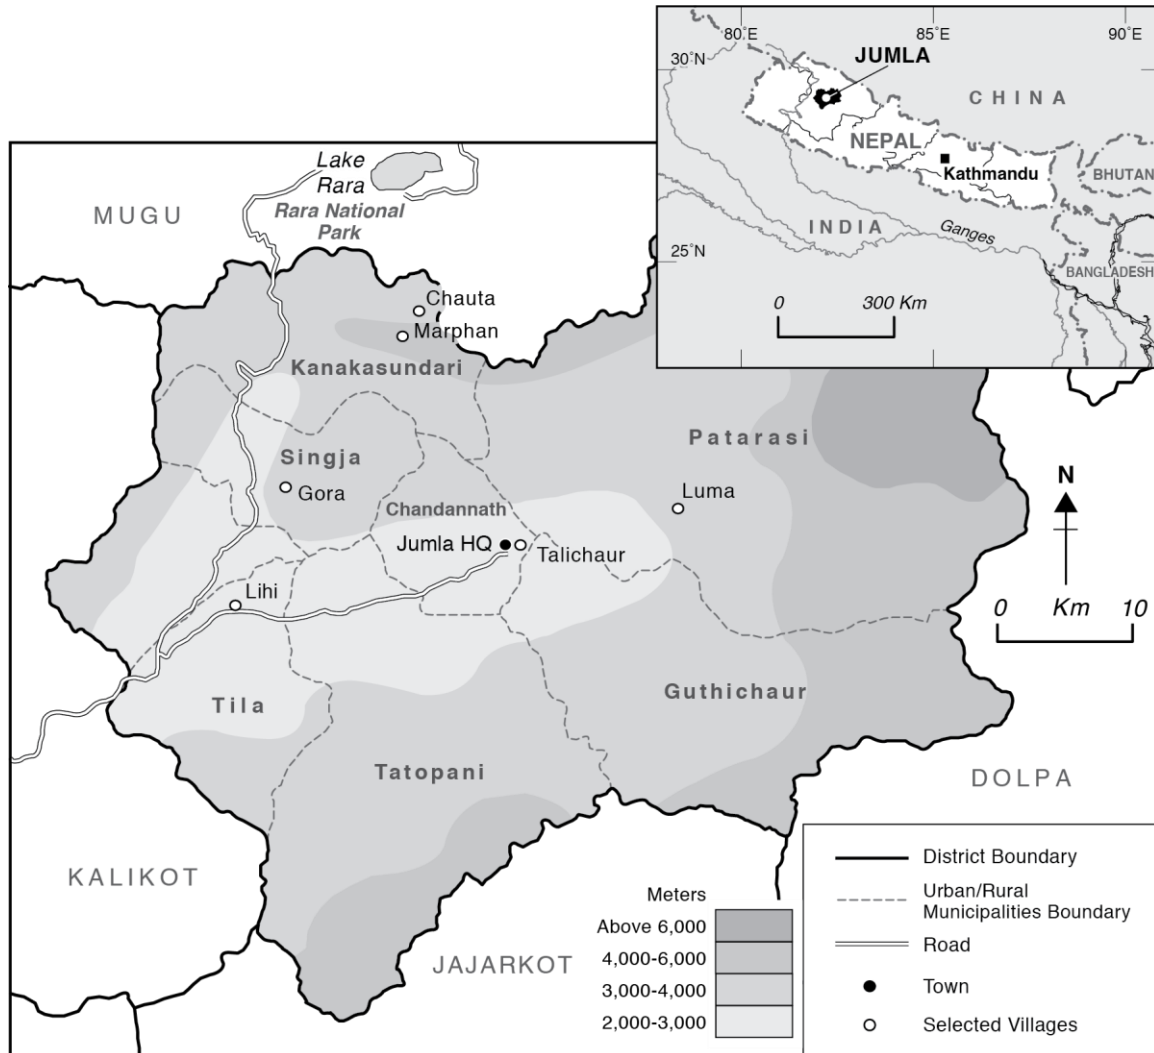 80°E
85°E
90°E
30°N
JUMLA
CHINA
NEPAL
Kathmandu
BHUTAN
INDIA
Ganges
25°N
BANGLADESH
0 300 Km
Lake
Rara
Rara National
Park
MUGU
Chauta
Marphan
Kanakasundari
Patarasi
Singja
Gora
Luma
Chandannath
Jumla HQ
Talichaur
N
Lihi
0 Km 10
Guthichaur
Tila
Tatopani
DOLPA
KALIKOT
JAJARKOT
Meters
Above 6,000
4,000-6,000
3,000-4,000
2,000-3,000
District Boundary
Urban/Rural
Municipalities Boundary
Road
Town
Selected Villages